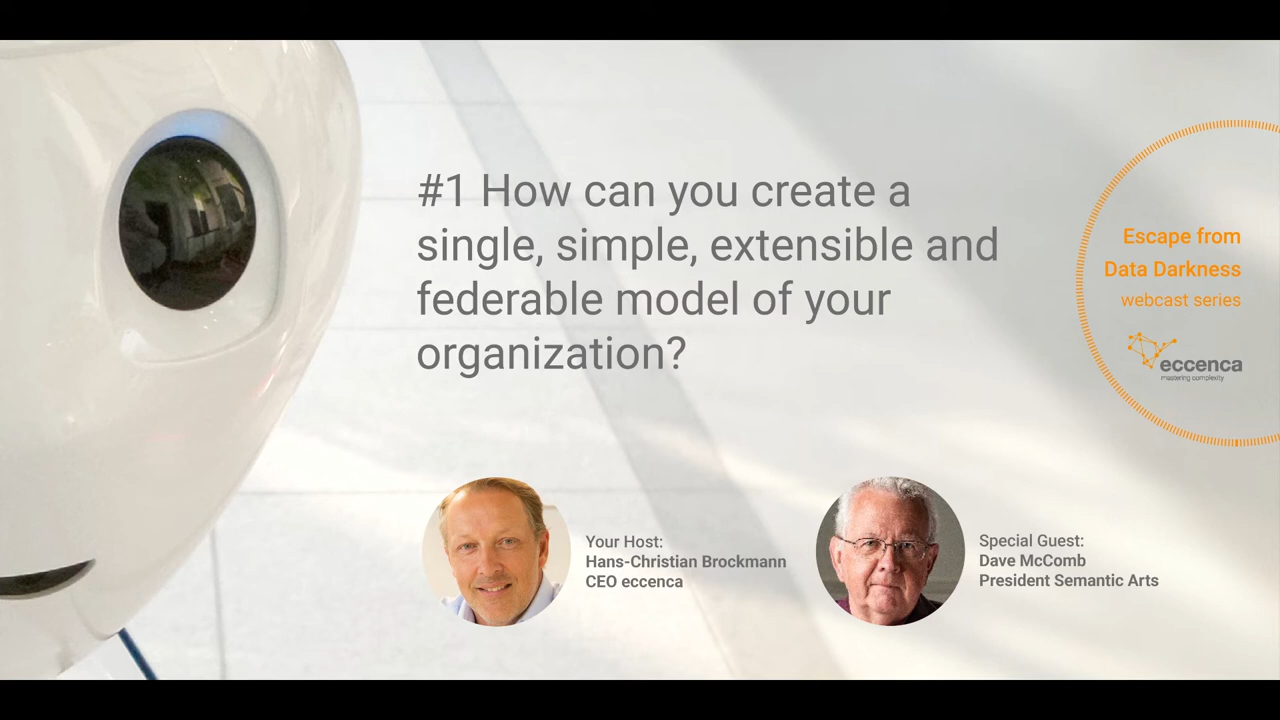 #1 How can you create a
single, simple, extensible and
federable model of your
organization?
Escape from
Data Darkness
webcast series
eccenca
mastering complexity
Your Host:
Hans-Christian Brockmann
CEO eccenca
Special Guest:
Dave McComb
President Semantic Arts